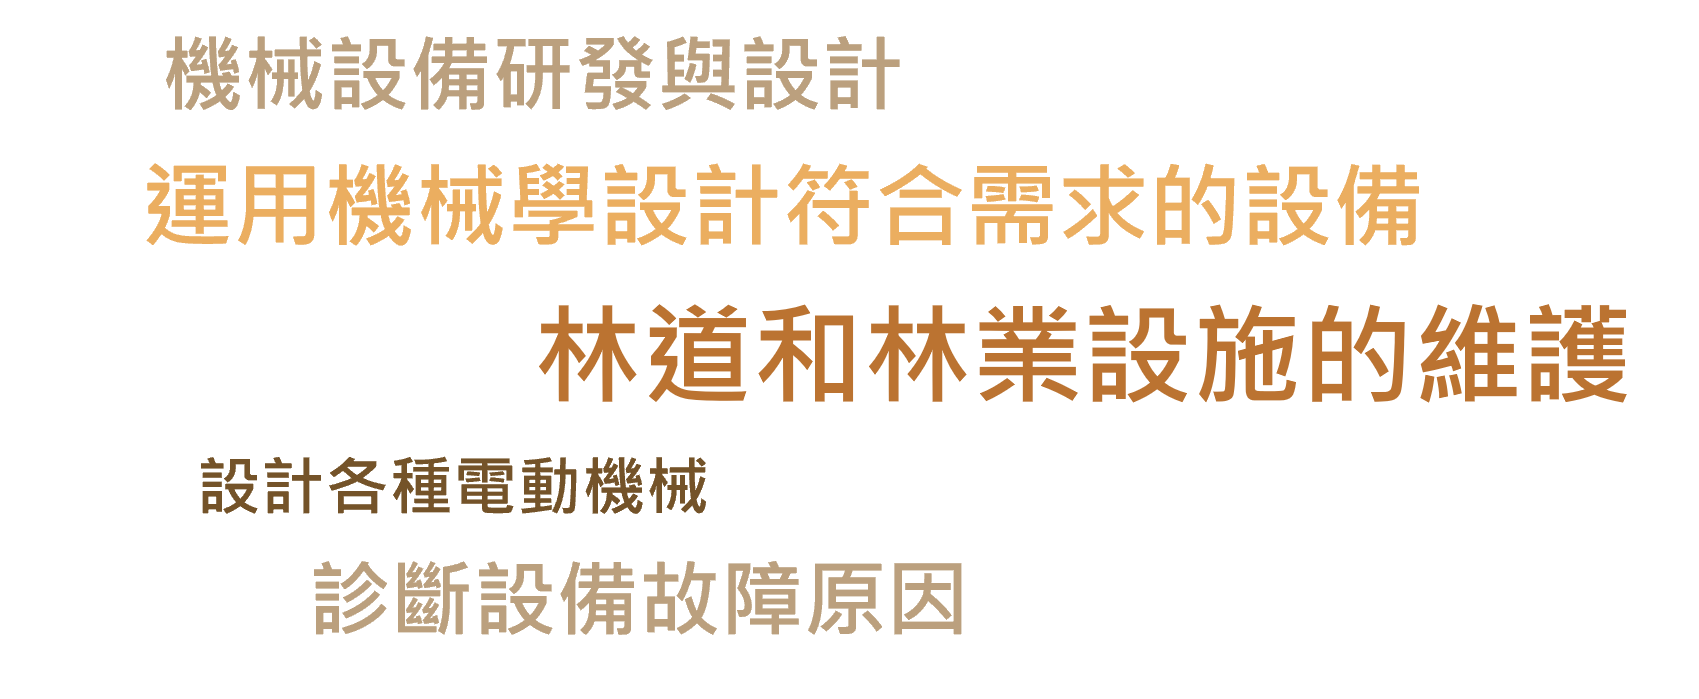 機械設備研發與設計
運用機械學設計符合需求的設備
林道和林業設施的維護
設計各種電動機械
診斷設備故障原因